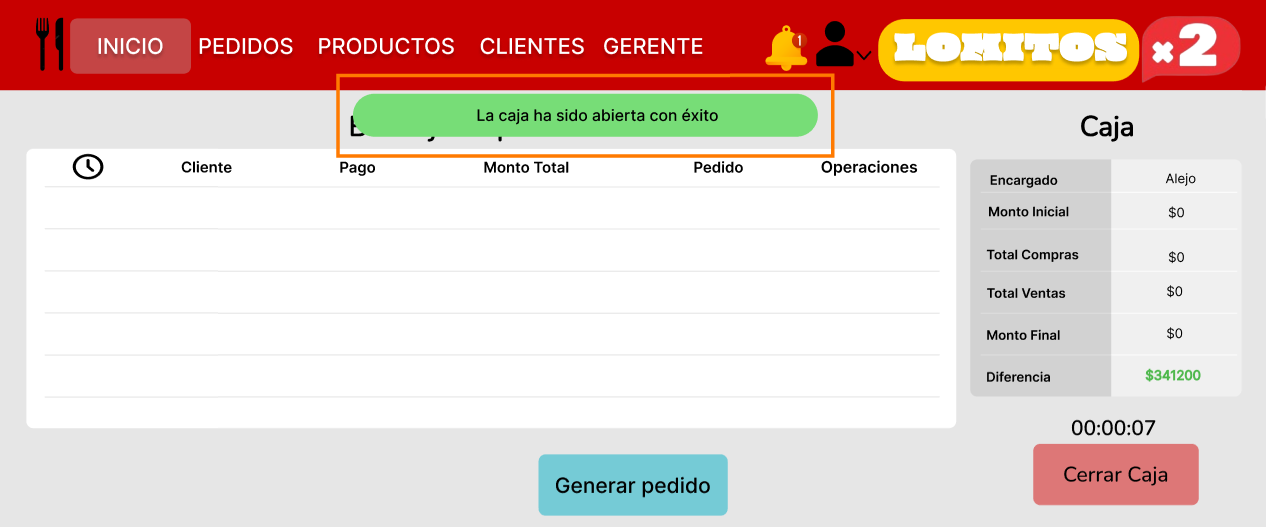 INICIO PEDIDOS PRODUCTOS CLIENTES GERENTE 1 LOMITOS x2
La caja ha sido abierta con éxito
Caja
Cliente Pago Monto Total Pedido Operaciones
Encargado Alejo
Monto Inicial $0
Total Compras $0
Total Ventas $0
Monto Final $0
Diferencia $341200
00:00:07
Generar pedido
Cerrar Caja